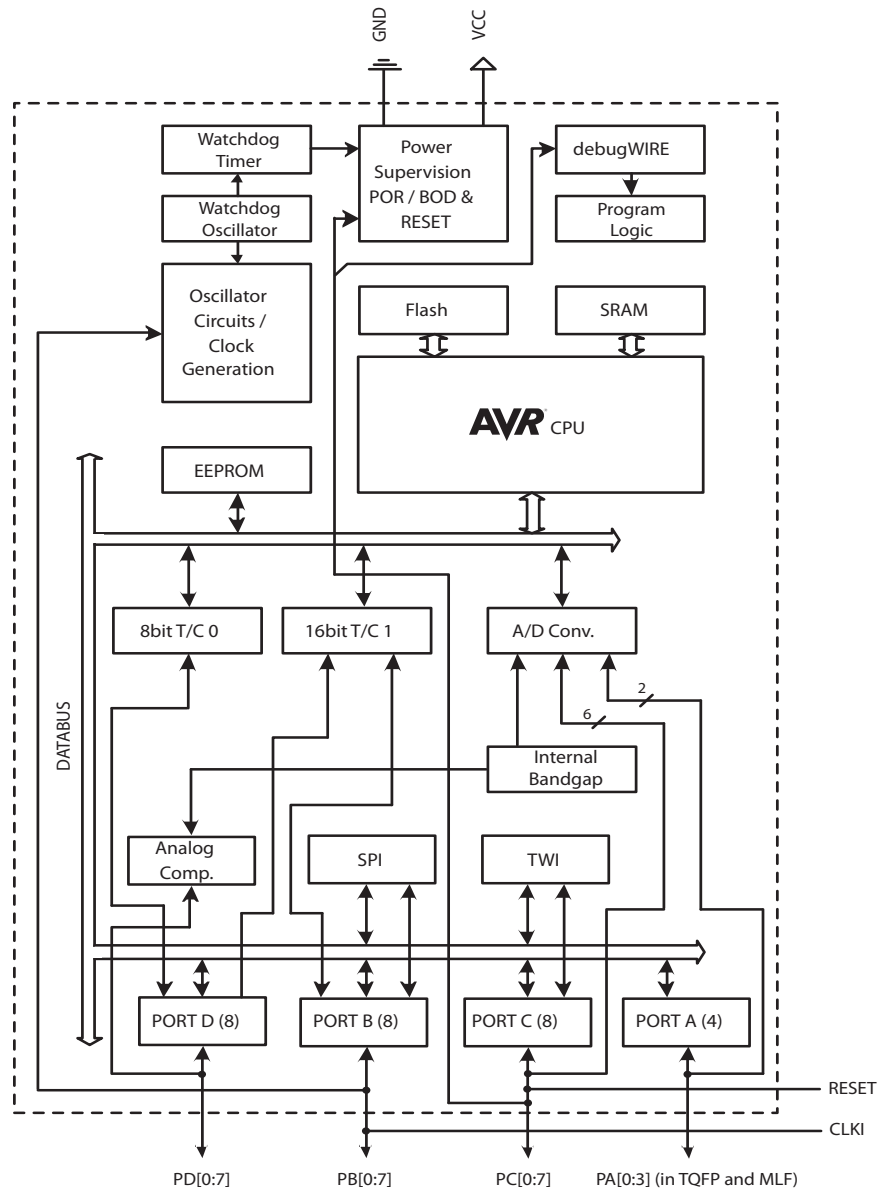 GND
VCC
Watchdog
Timer
Power
Supervision
POR / BOD &
RESET
debugWIRE
Watchdog
Oscillator
Program
Logic
Oscillator
Circuits /
Clock
Generation
Flash
SRAM
AVR CPU
EEPROM
DATABUS
8bit T/C 0
16bit T/C 1
A/D Conv.
2
6
Internal
Bandgap
Analog
Comp.
SPI
TWI
PORT D (8)
PORT B (8)
PORT C (8)
PORT A (4)
RESET
CLKI
PD[0:7]
PB[0:7]
PC[0:7]
PA[0:3] (in TQFP and MLF)